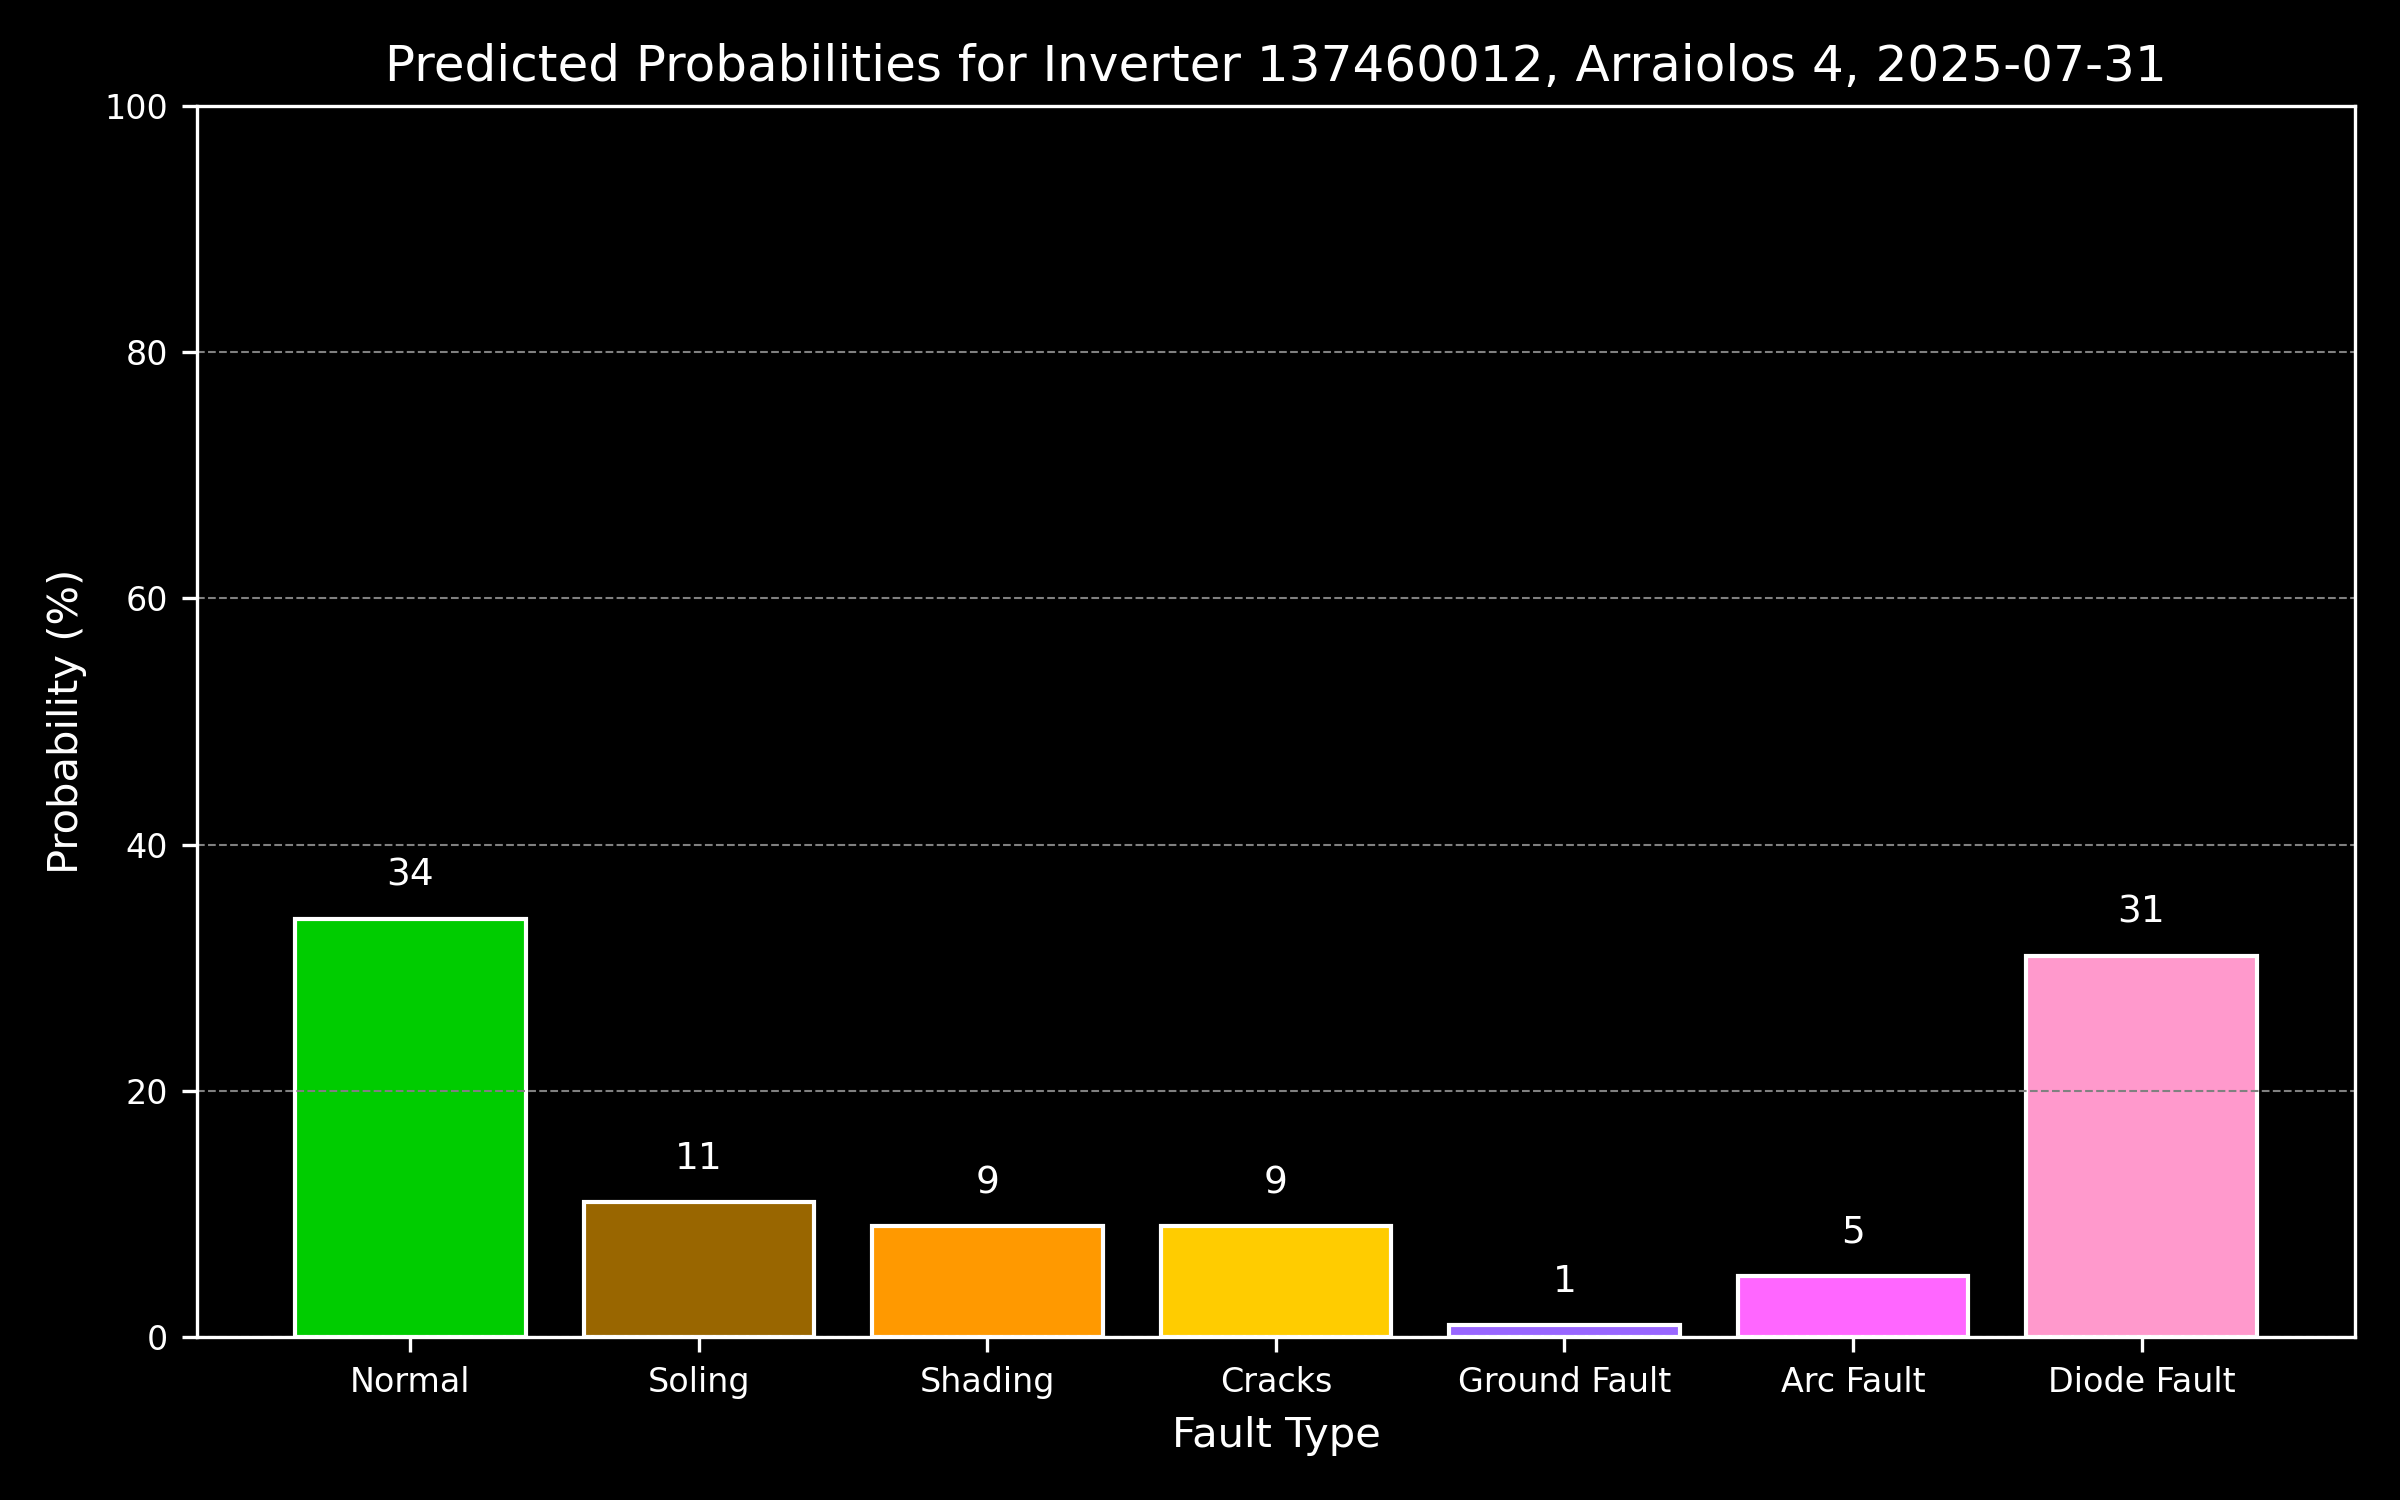 Predicted Probabilities for Inverter 137460012, Arraiolos 4, 2025-07-31
100
80
60
40
20
0
Probability (%)
34
11
9
9
1
5
31
Normal
Soling
Shading
Cracks
Ground Fault
Arc Fault
Diode Fault
Fault Type